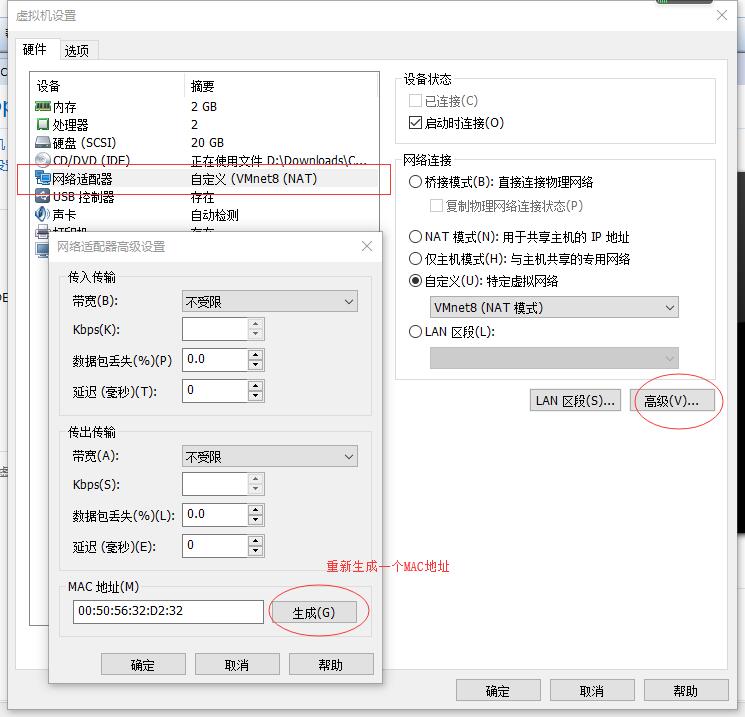 虚拟机设置
硬件 选项
设备 摘要
内存 2 GB
处理器 2
硬盘 (SCSI) 20 GB
CD/DVD (IDE) 正在使用文件 D:\Downloads\C...
网络适配器 自定义 (VMnet8 (NAT)
USB 控制器 存在
声卡 自动检测
设备状态
已连接(C)
启动时连接(O)
网络连接
桥接模式(B): 直接连接物理网络
复制物理网络连接状态(P)
NAT 模式(N): 用于共享主机的 IP 地址
仅主机模式(H): 与主机共享的专用网络
自定义(U): 特定虚拟网络
VMnet8 (NAT 模式)
LAN 区段(L):
LAN 区段(S)... 高级(V)...
网络适配器高级设置
传入传输
带宽(B): 不受限
Kbps(K):
数据包丢失(%)(P) 0.0
延迟 (毫秒)(T): 0
传出传输
带宽(A): 不受限
Kbps(S):
数据包丢失(%)(L): 0.0
延迟 (毫秒)(E): 0
重新生成一个MAC地址
MAC 地址(M)
00:50:56:32:D2:32 生成(G)
确定 取消 帮助
确定 取消 帮助